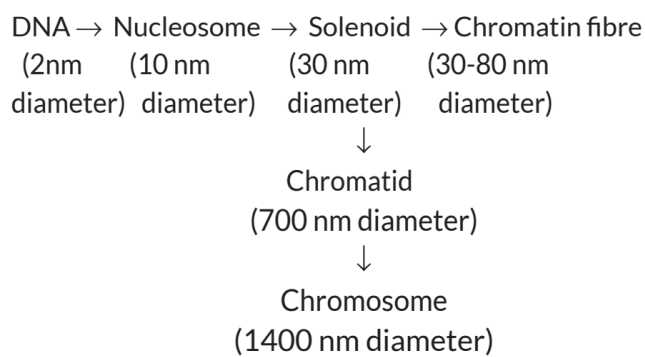 DNA → Nucleosome → Solenoid → Chromatin fibre
(2nm (10 nm (30 nm (30-80 nm
diameter) diameter) diameter) diameter)
↓
Chromatid
(700 nm diameter)
↓
Chromosome
(1400 nm diameter)